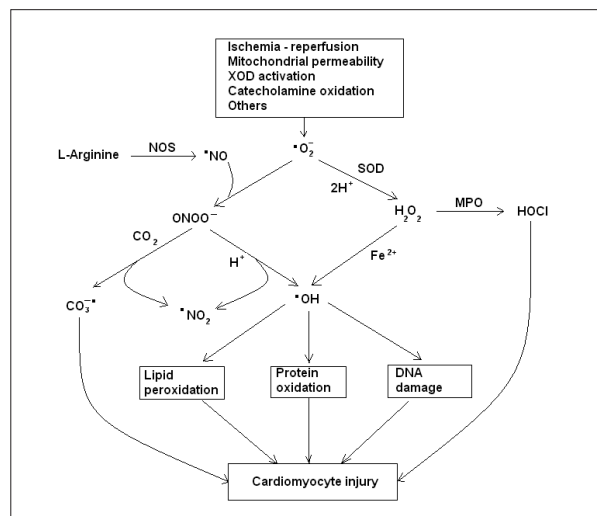 Ischemia - reperfusion
Mitochondrial permeability
XOD activation
Catecholamine oxidation
Others
L-Arginine
NOS
•NO
•O₂⁻
SOD
2H⁺
ONOO⁻
H₂O₂
MPO
HOCl
CO₂
H⁺
Fe²⁺
CO₃⁻•
•NO₂
•OH
Lipid
peroxidation
Protein
oxidation
DNA
damage
Cardiomyocyte injury